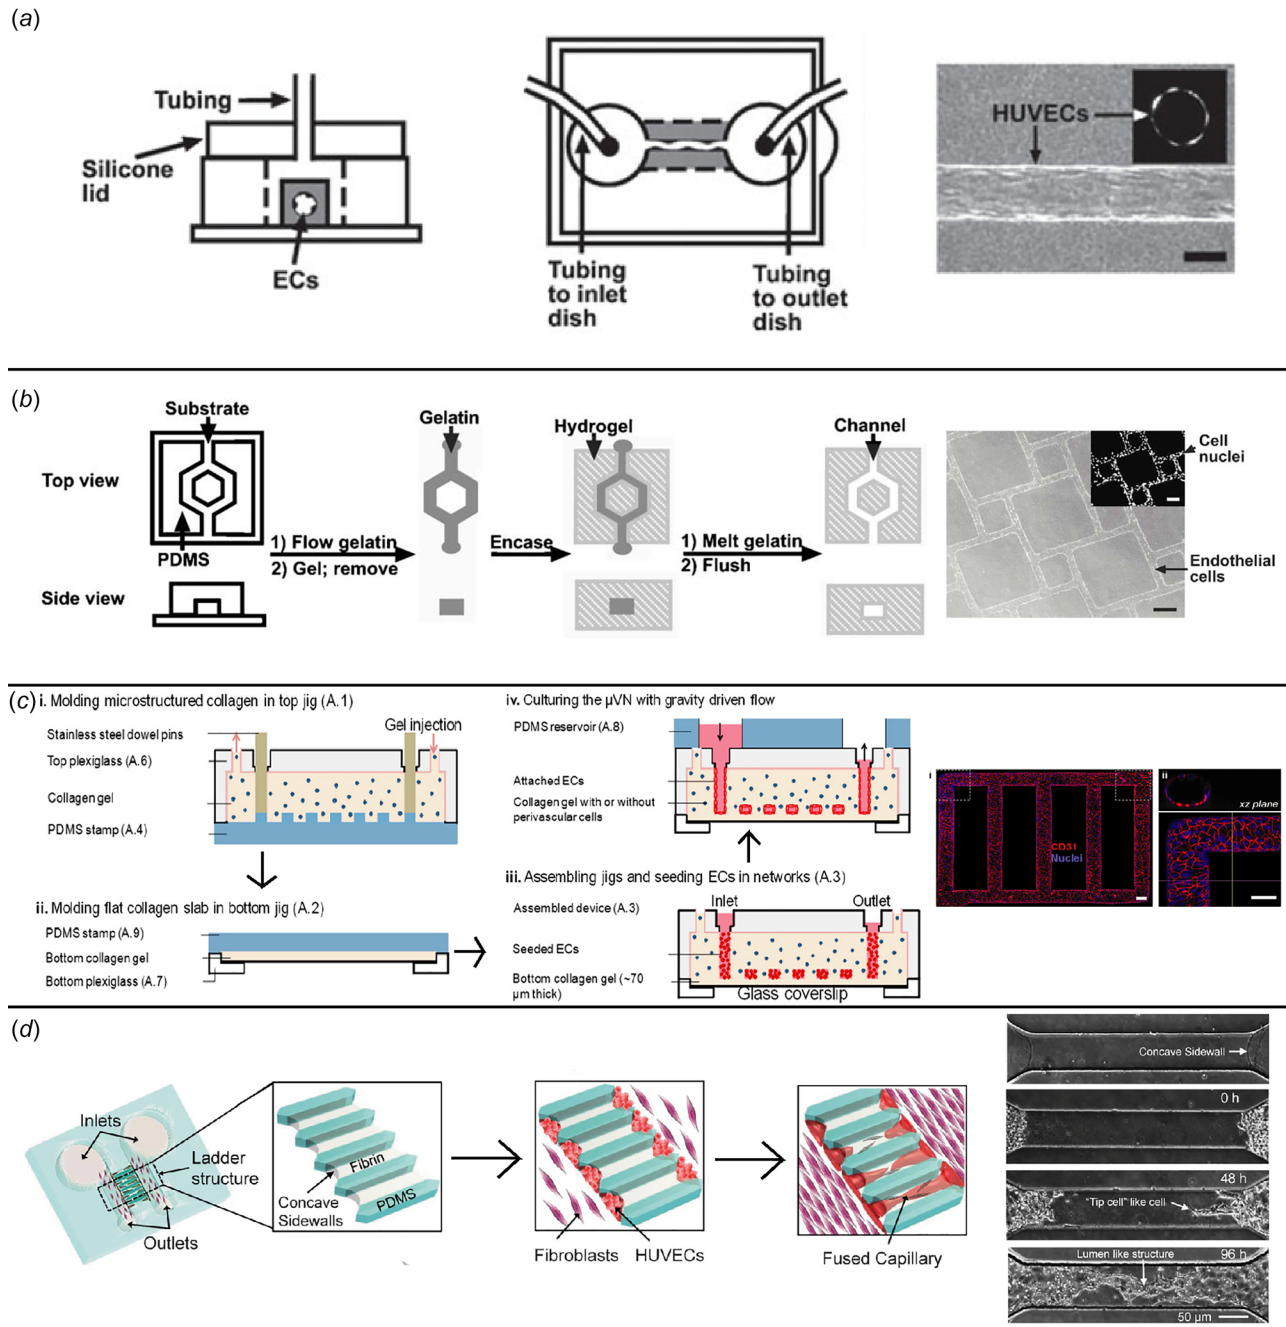 (a)
Tubing
Silicone
lid
ECs
Tubing
to inlet
dish
Tubing
to outlet
dish
HUVECs
(b)
Substrate
Top view
PDMS
Side view
1) Flow gelatin
2) Gel; remove
Gelatin
Encase
Hydrogel
1) Melt gelatin
2) Flush
Channel
Cell
nuclei
Endothelial
cells
(c)
i. Molding microstructured collagen in top jig (A.1)
Stainless steel dowel pins
Gel injection
Top plexiglass (A.6)
Collagen gel
PDMS stamp (A.4)
ii. Molding flat collagen slab in bottom jig (A.2)
PDMS stamp (A.9)
Bottom collagen gel
Bottom plexiglass (A.7)
iv. Culturing the μVN with gravity driven flow
PDMS reservoir (A.8)
Attached ECs
Collagen gel with or without
perivascular cells
iii. Assembling jigs and seeding ECs in networks (A.3)
Assembled device (A.3)
Inlet
Outlet
Seeded ECs
Bottom collagen gel (~70
μm thick)
Glass coverslip
i
CD31
Nuclei
ii
xz plane
(d)
Inlets
Ladder
structure
Outlets
Fibrin
Concave
Sidewalls
PDMS
Fibroblasts
HUVECs
Fused Capillary
Concave Sidewall
0 h
48 h
"Tip cell" like cell
96 h
Lumen like structure
50 μm